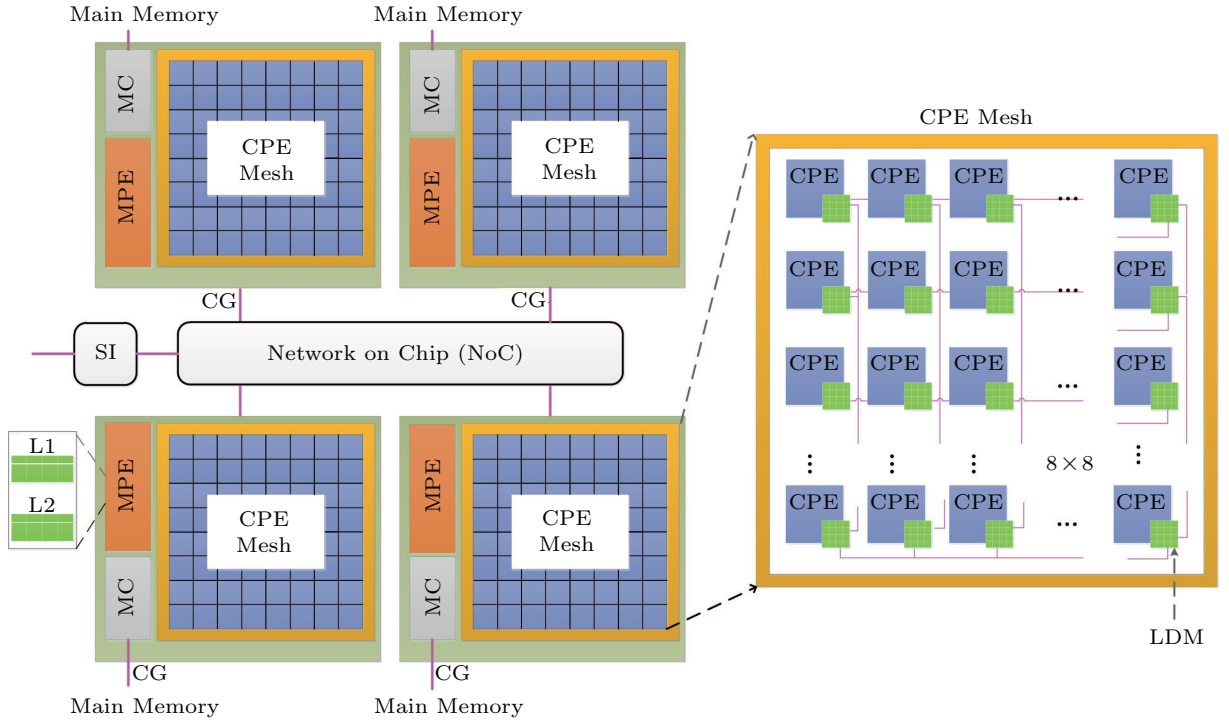 Main Memory
Main Memory
MC
MPE
CPE
Mesh
MC
MPE
CPE
Mesh
CG
CG
SI
Network on Chip (NoC)
L1
L2
MPE
MC
CPE
Mesh
MPE
MC
CPE
Mesh
CG
CG
Main Memory
Main Memory
CPE Mesh
CPE CPE CPE ... CPE
CPE CPE CPE ... CPE
CPE CPE CPE ... CPE
⋮ ⋮ ⋮ 8×8 ⋮
CPE CPE CPE ... CPE
LDM